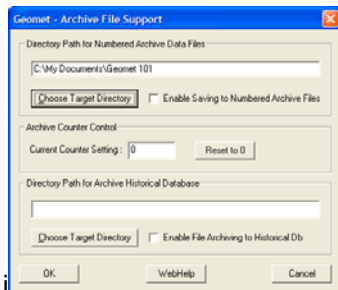 Geomet - Archive File Support
Directory Path for Numbered Archive Data Files
C:\My Documents\Geomet 101
Choose Target Directory
Enable Saving to Numbered Archive Files
Archive Counter Control
Current Counter Setting : 0
Reset to 0
Directory Path for Archive Historical Database
Choose Target Directory
Enable File Archiving to Historical Db
OK
WebHelp
Cancel
i